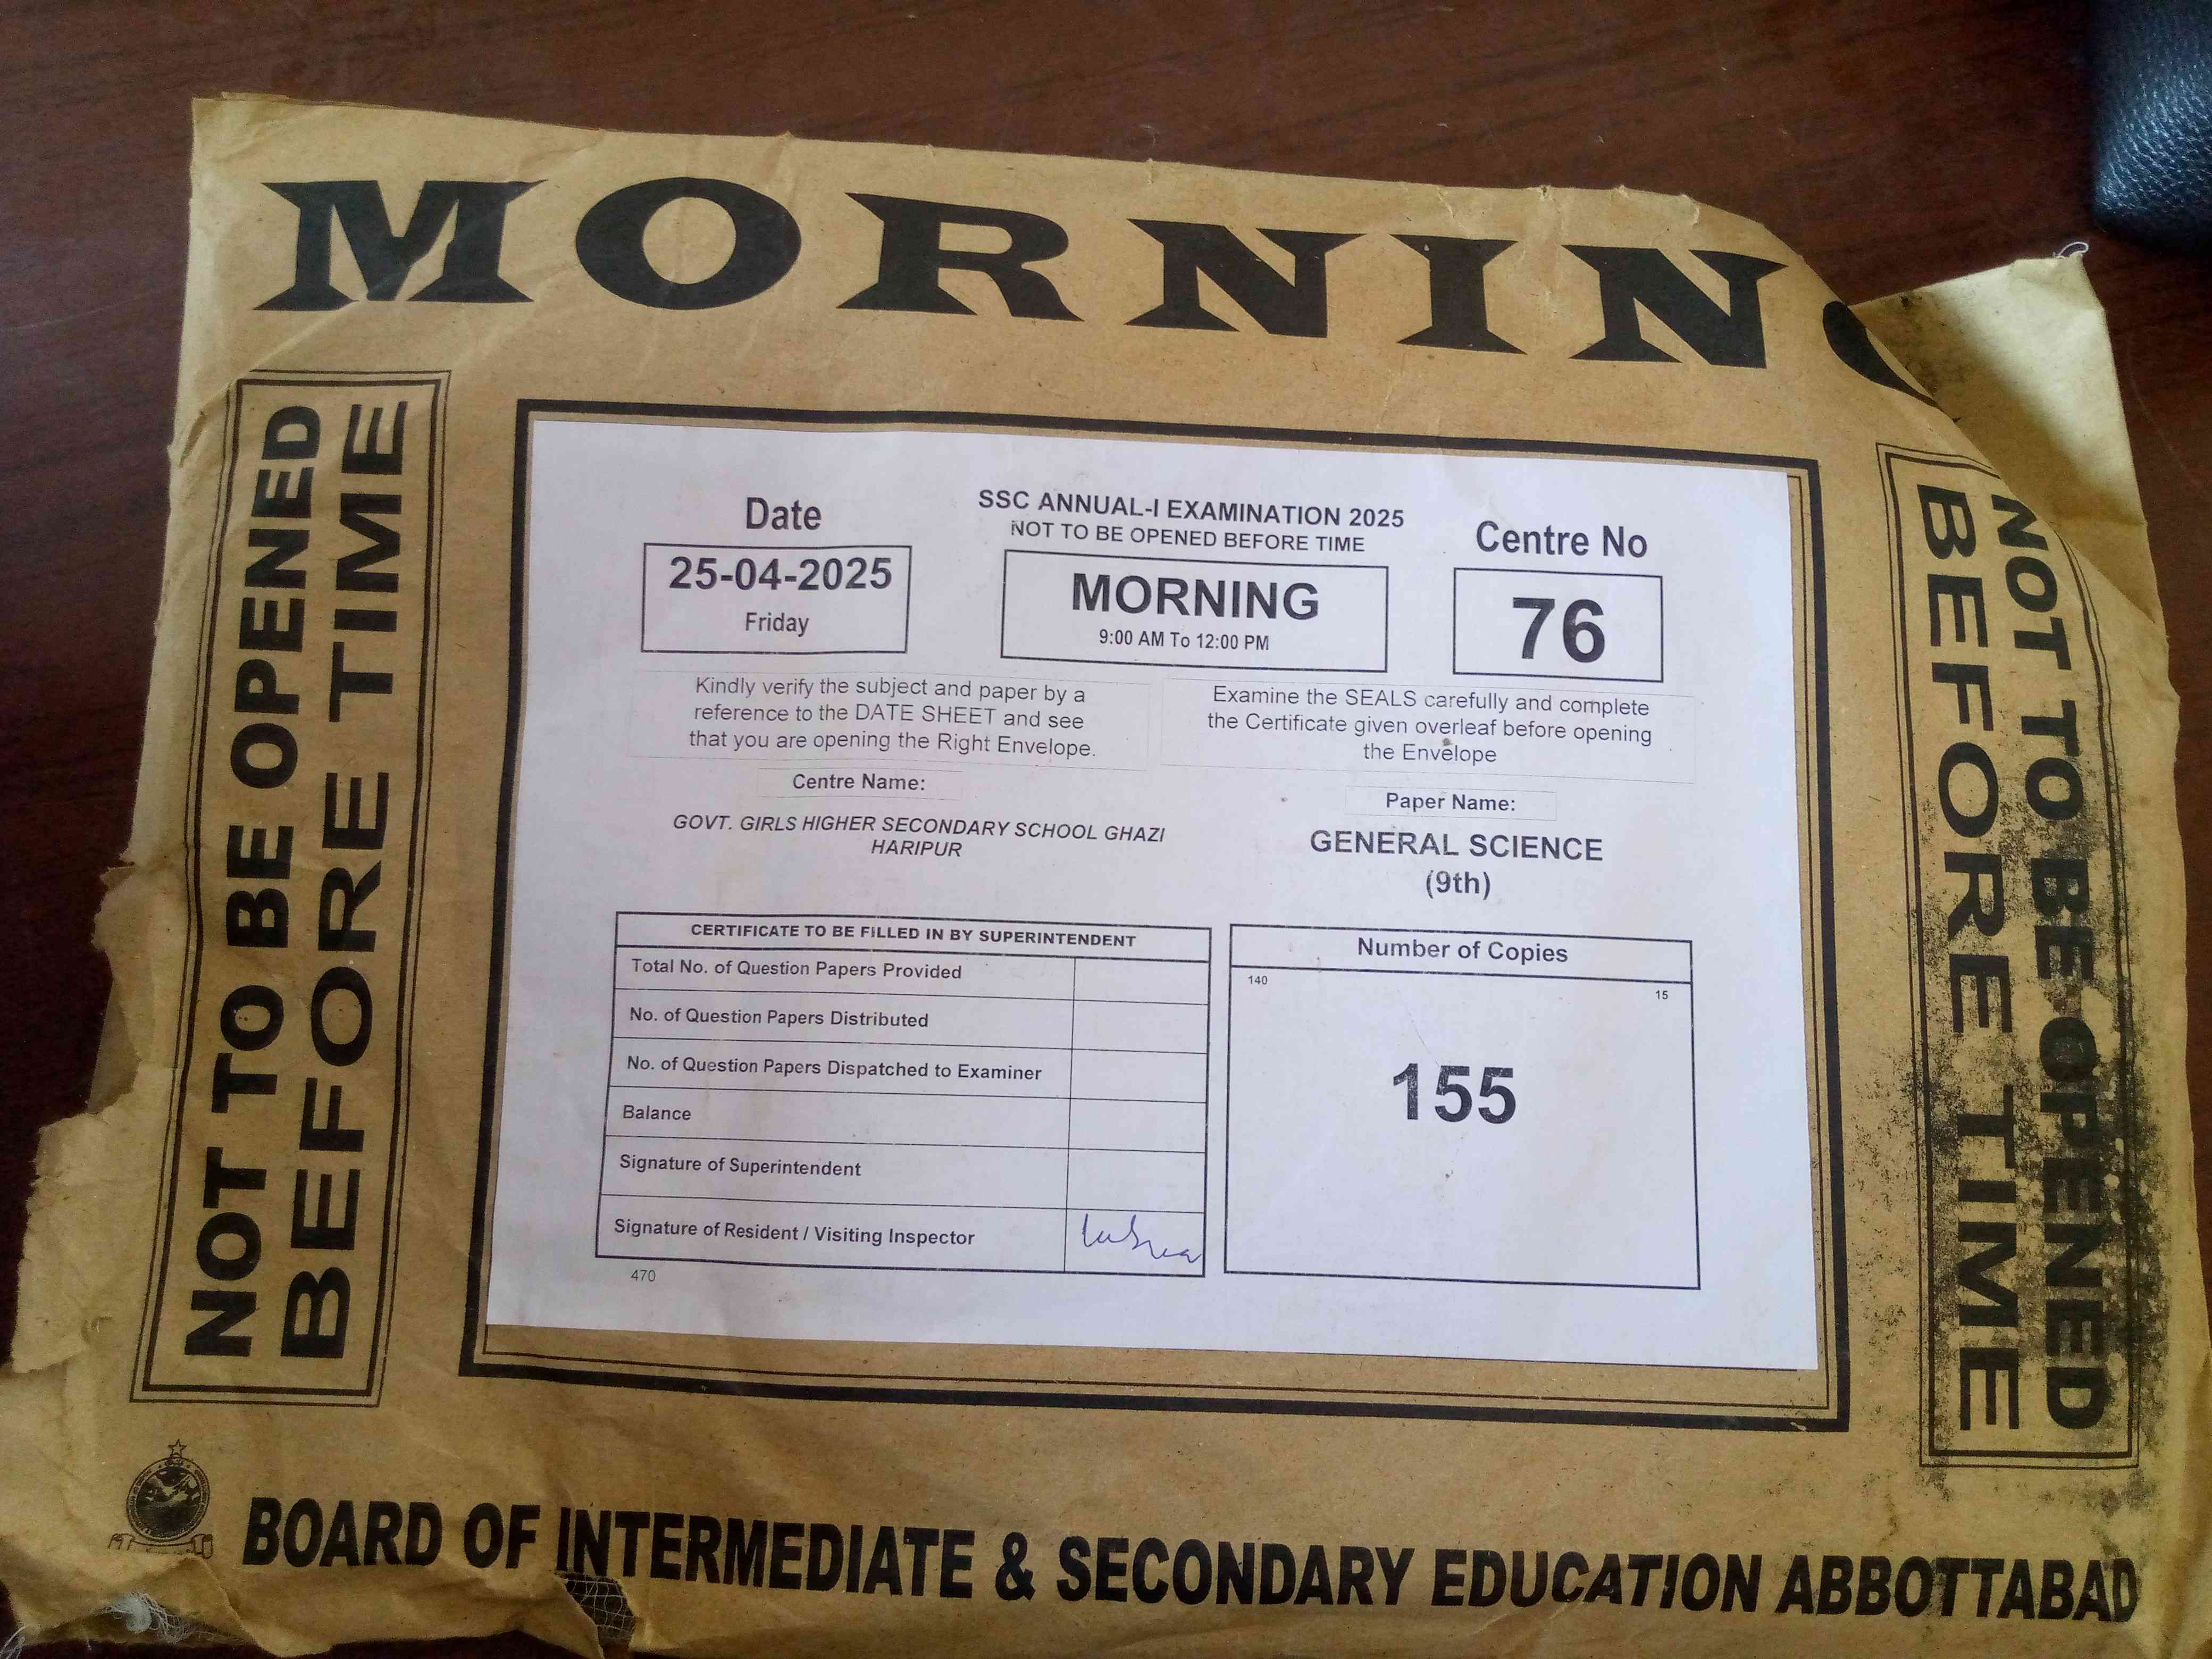 MORNIN
NOT TO BE OPENED
BEFORE TIME
Date
25-04-2025
Friday
SSC ANNUAL-I EXAMINATION 2025
NOT TO BE OPENED BEFORE TIME
MORNING
9:00 AM To 12:00 PM
Centre No
76
Kindly verify the subject and paper by a
reference to the DATE SHEET and see
that you are opening the Right Envelope.
Examine the SEALS carefully and complete
the Certificate given overleaf before opening
the Envelope
Centre Name:
GOVT. GIRLS HIGHER SECONDARY SCHOOL GHAZI
HARIPUR
Paper Name:
GENERAL SCIENCE
(9th)
CERTIFICATE TO BE FILLED IN BY SUPERINTENDENT
Total No. of Question Papers Provided
No. of Question Papers Distributed
No. of Question Papers Dispatched to Examiner
Balance
Signature of Superintendent
Signature of Resident / Visiting Inspector
470
Number of Copies
140
15
155
NOT TO BE OPENED
BEFORE TIME
BOARD OF INTERMEDIATE & SECONDARY EDUCATION ABBOTTABAD